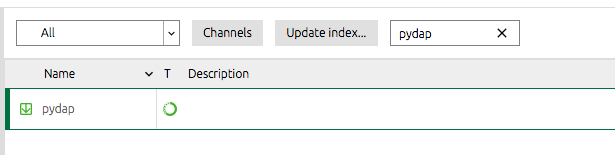 All Channels Update index... pydap
Name T Description
pydap